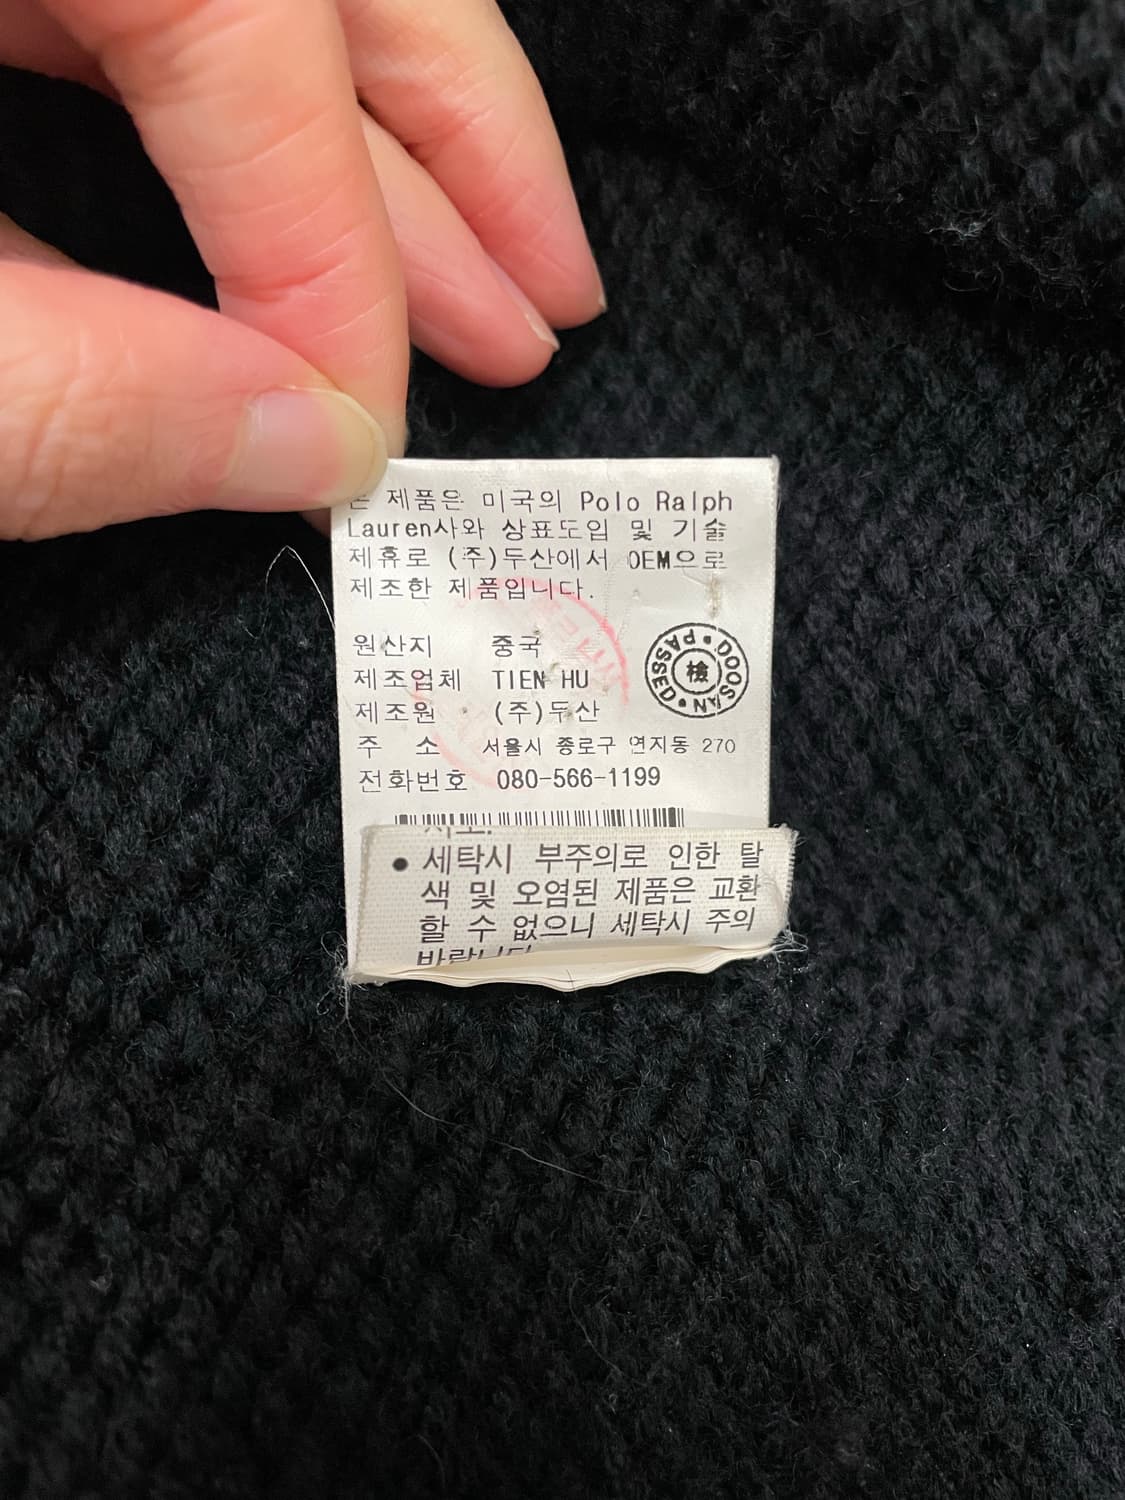 본 제품은 미국의 Polo Ralph
Lauren사와 상표도입 및 기술
제휴로 (주)두산에서 OEM으로
제조한 제품입니다.
원산지 중국
제조업체 TIEN HU
제조원 (주)두산
주 소 서울시 종로구 연지동 270
전화번호 080-566-1199
DOOSAN • PASSED •
檢
● 세탁시 부주의로 인한 탈
색 및 오염된 제품은 교환
할 수 없으니 세탁시 주의
바랍니다